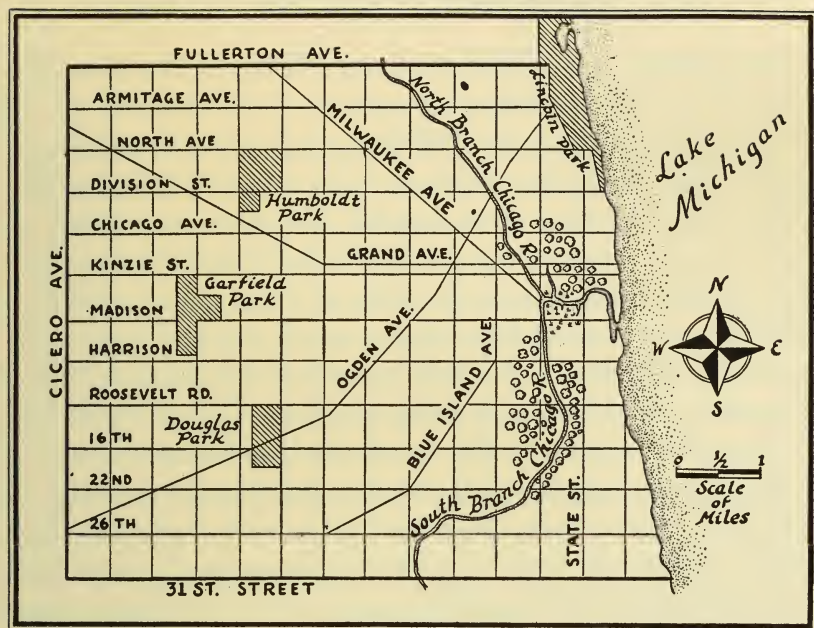 FULLERTON AVE.
ARMITAGE AVE.
NORTH AVE
DIVISION ST.
CHICAGO AVE.
KINZIE ST.
MADISON
HARRISON
ROOSEVELT RD.
16TH
22ND
26TH
31 ST. STREET
CICERO AVE.
MILWAUKEE AVE
North Branch Chicago R.
Lincoln Park
Lake
Michigan
Humboldt
Park
GRAND AVE.
Garfield
Park
OGDEN AVE.
BLUE ISLAND AVE.
Douglas
Park
South Branch Chicago R.
STATE ST.
N
W
E
S
0 ½ 1
Scale
of
Miles